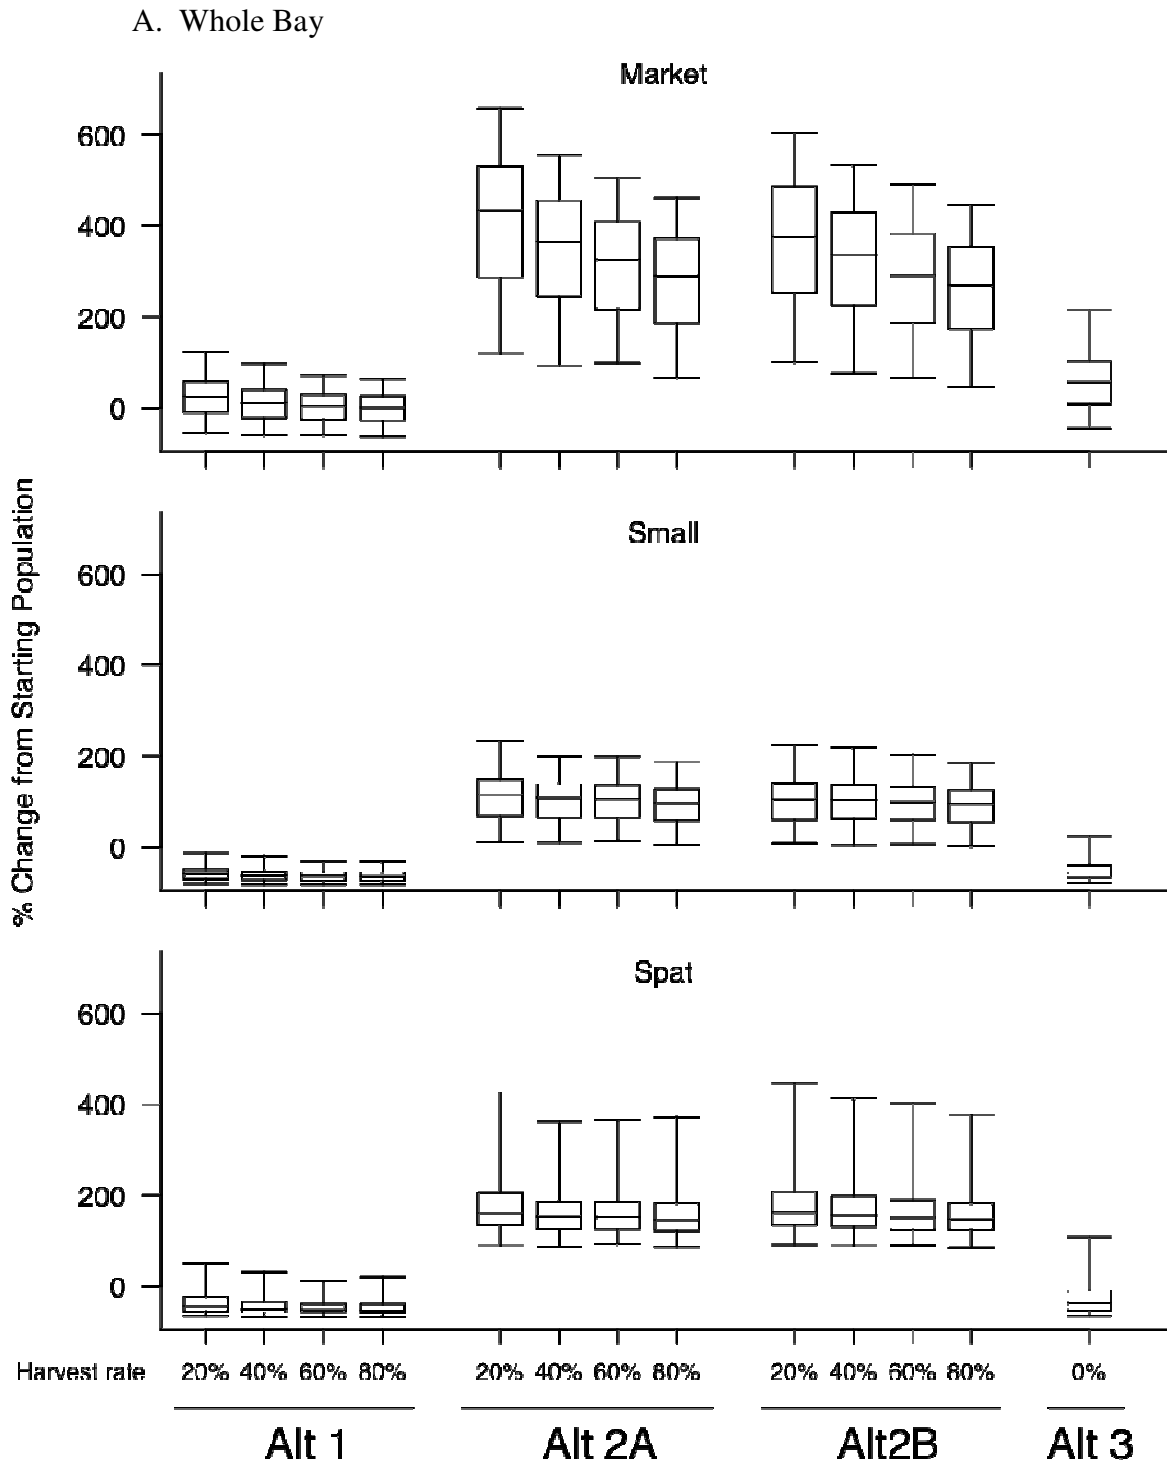 A. Whole Bay
Market
600
400
200
0
% Change from Starting Population
Small
600
400
200
0
Spat
600
400
200
0
Harvest rate 20% 40% 60% 80% 20% 40% 60% 80% 20% 40% 60% 80% 0%
Alt 1 Alt 2A Alt2B Alt 3